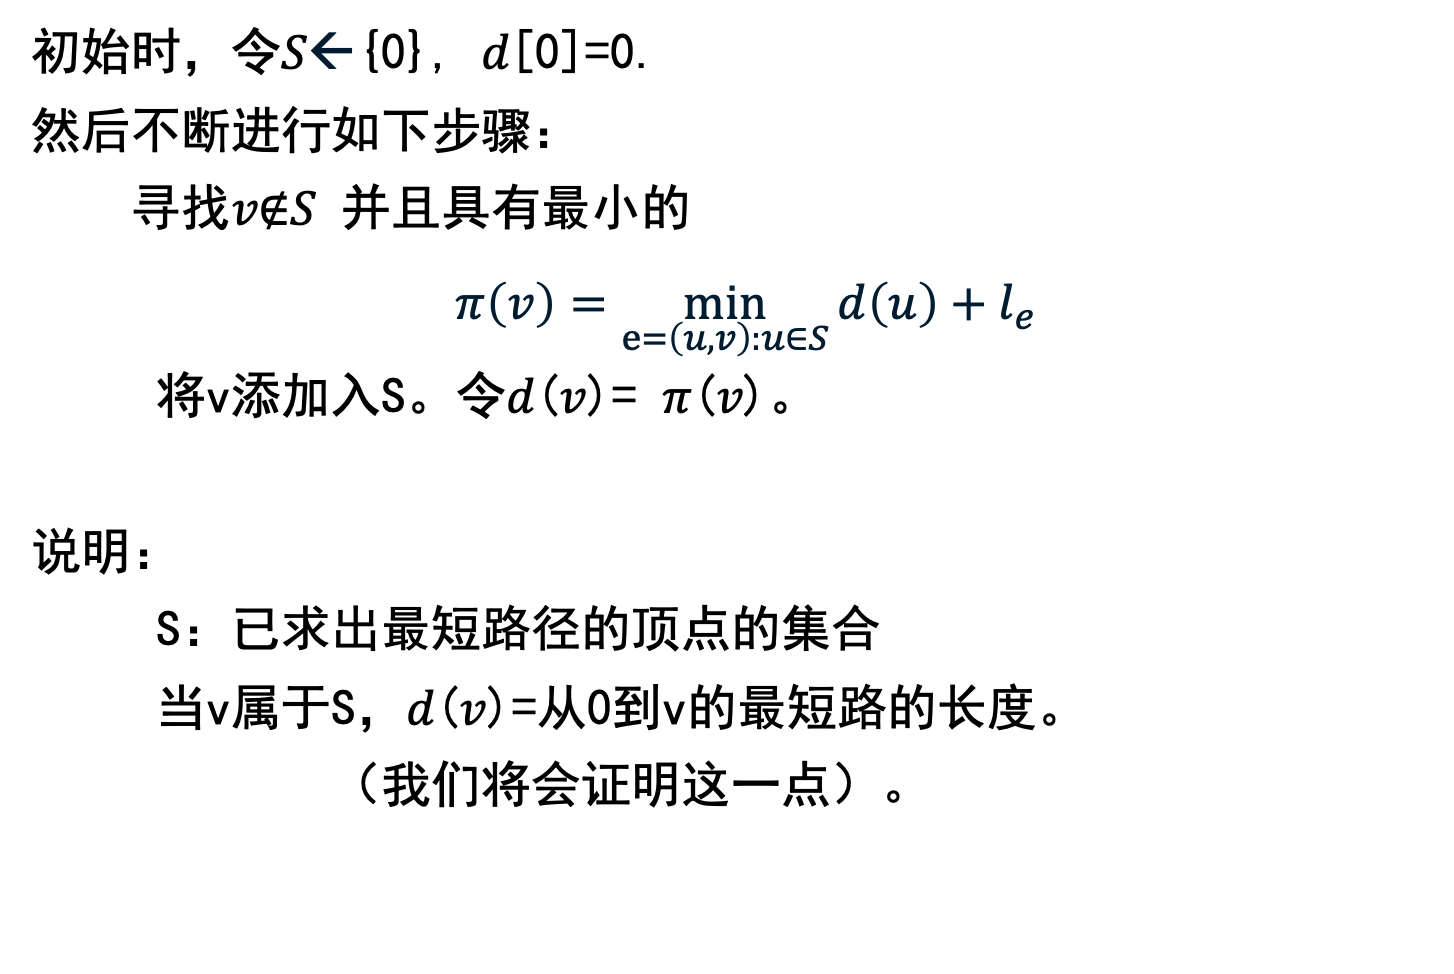 初始时，令S←{0}, d[0]=0.
然后不断进行如下步骤：
寻找v∉S 并且具有最小的
π(v) = min d(u) + lₑ
e=(u,v):u∈S
将v添加入S。令d(v)= π(v)。
说明：
S：已求出最短路径的顶点的集合
当v属于S，d(v)=从0到v的最短路的长度。
（我们将会证明这一点）。